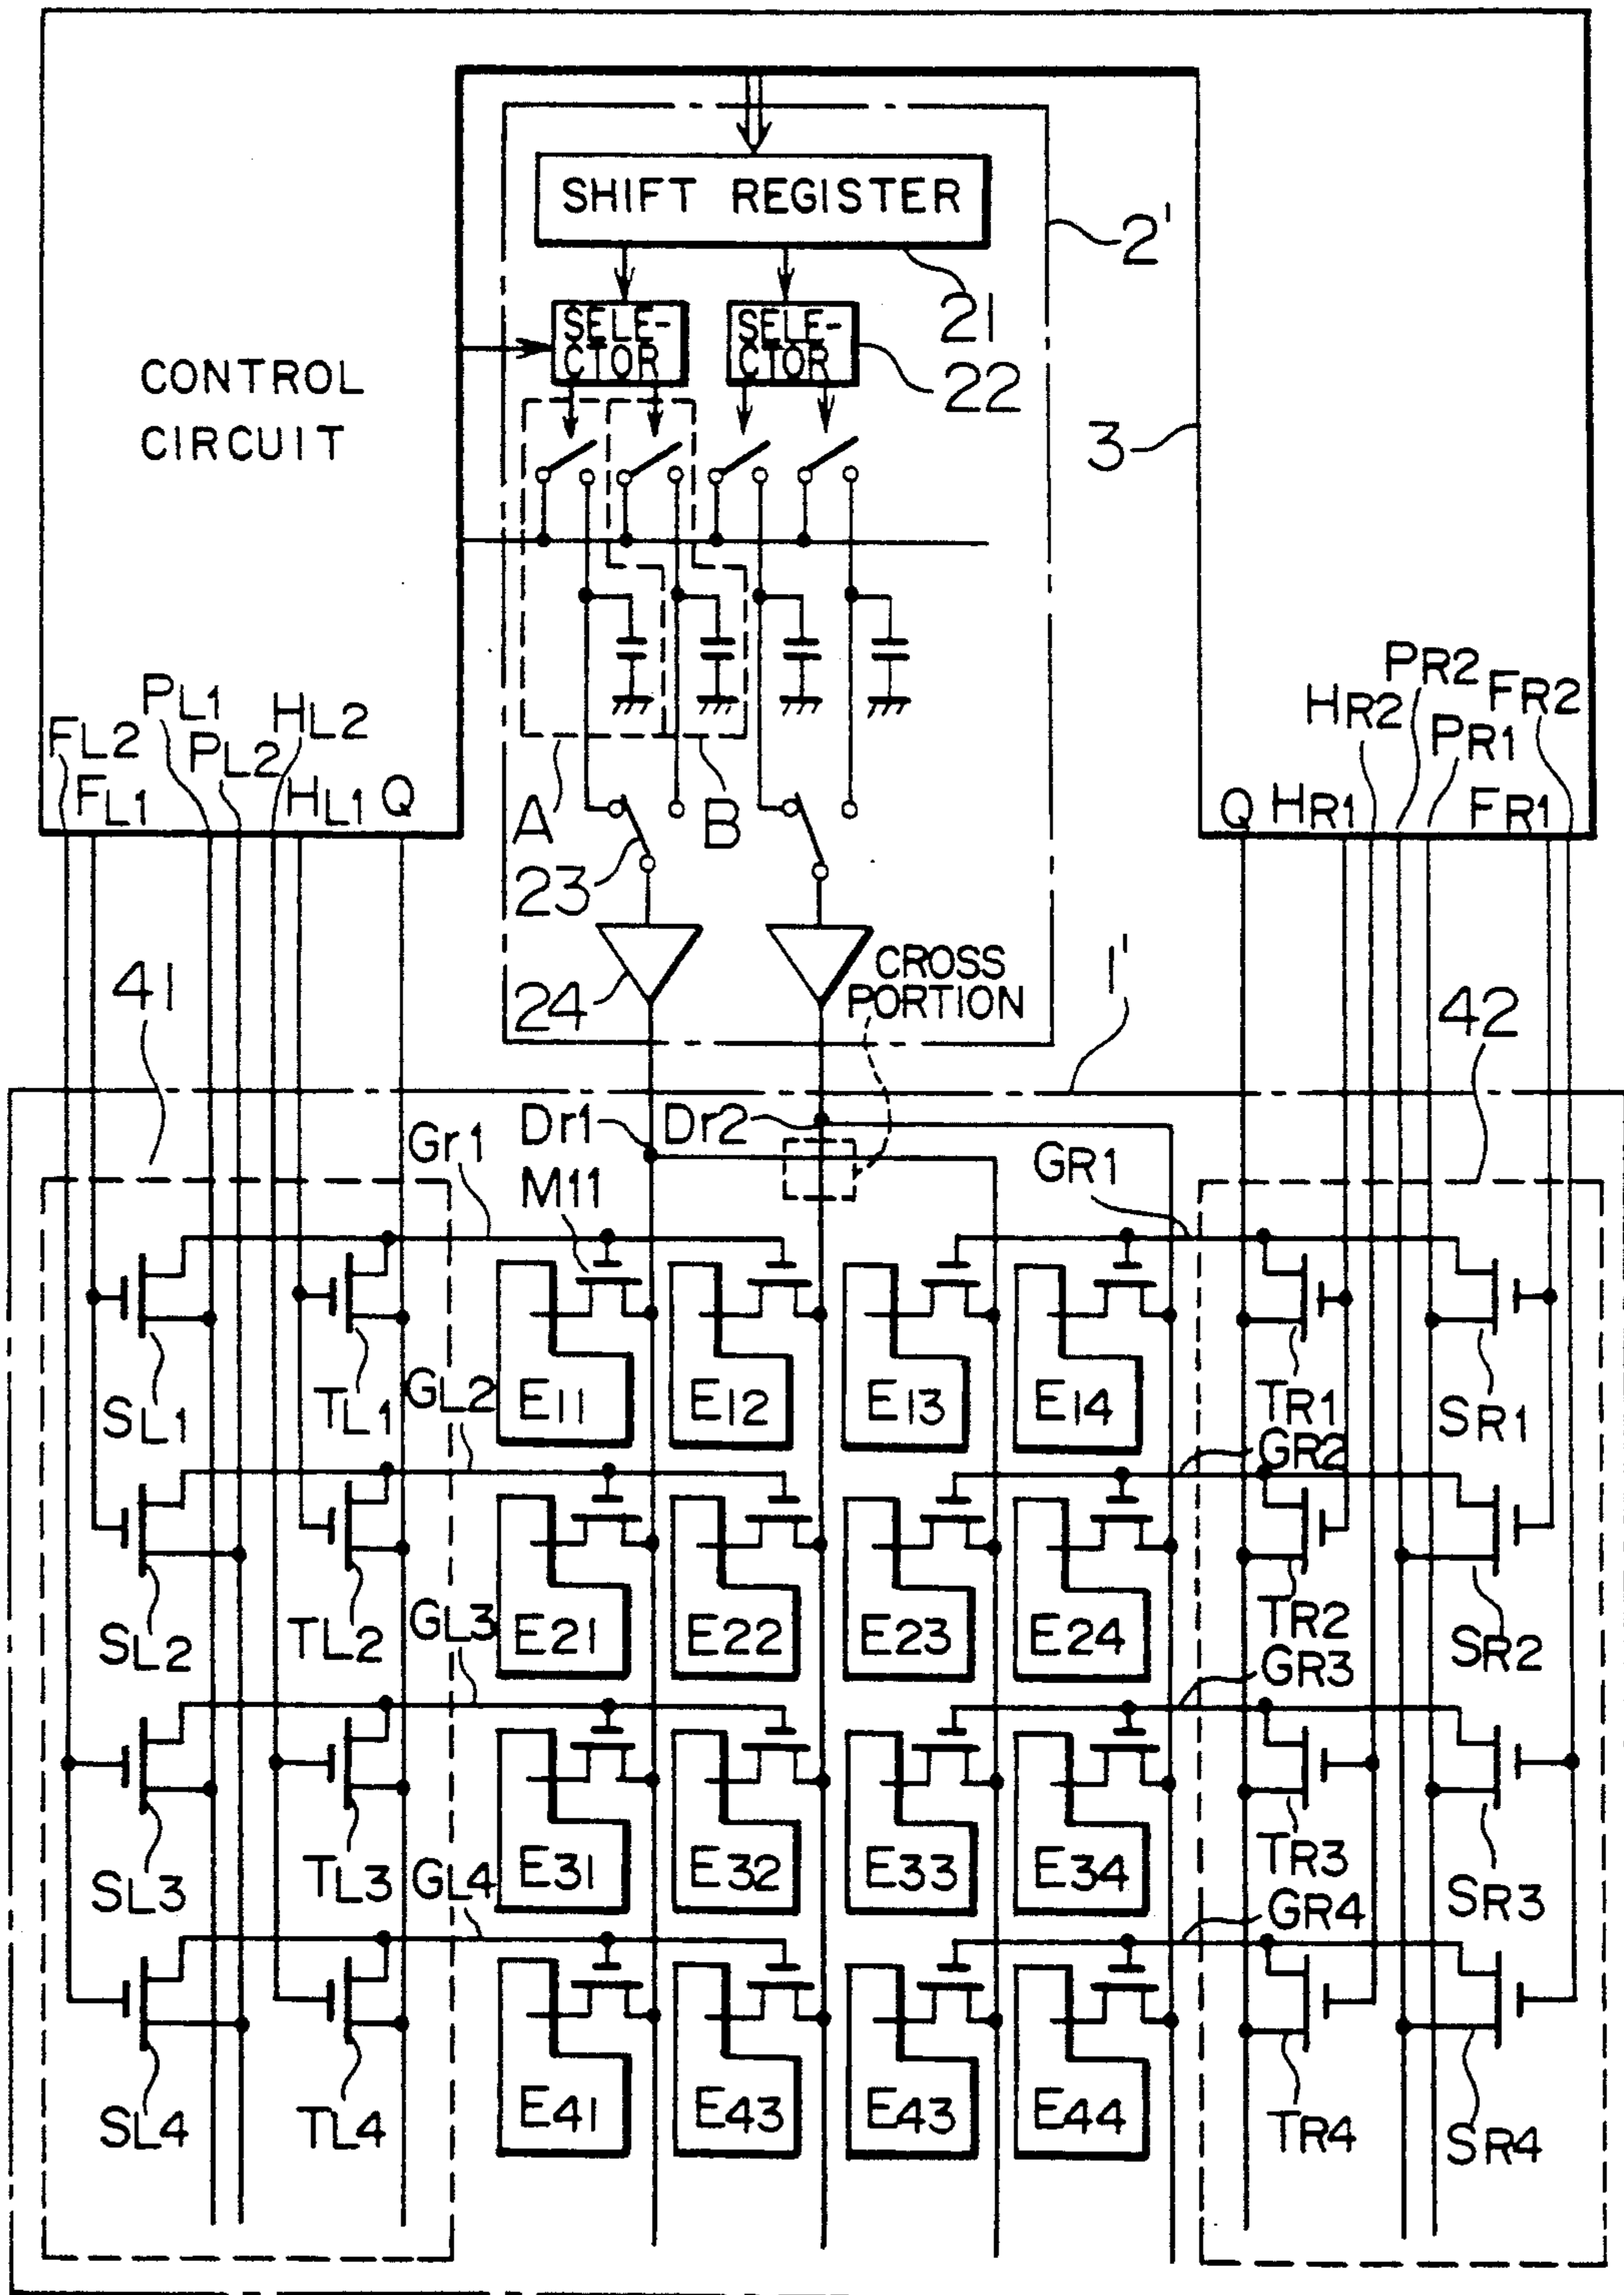 SHIFT REGISTER
2'
21
SELE-
CTOR
SELE-
CTOR
22
CONTROL
CIRCUIT
3
FL2
FL1
PL1
PL2
HL2
HL1
Q
A
B
23
24
Q
HR1
HR2
PR2
PR1
FR2
FR1
CROSS
PORTION
1'
41
42
Dr1
Dr2
Gr1
M11
GR1
SL1
TL1
GL2
E11
E12
E13
E14
TR1
SR1
GR2
SL2
TL2
GL3
E21
E22
E23
E24
TR2
SR2
GR3
SL3
TL3
GL4
E31
E32
E33
E34
TR3
SR3
GR4
SL4
TL4
E41
E43
E43
E44
TR4
SR4